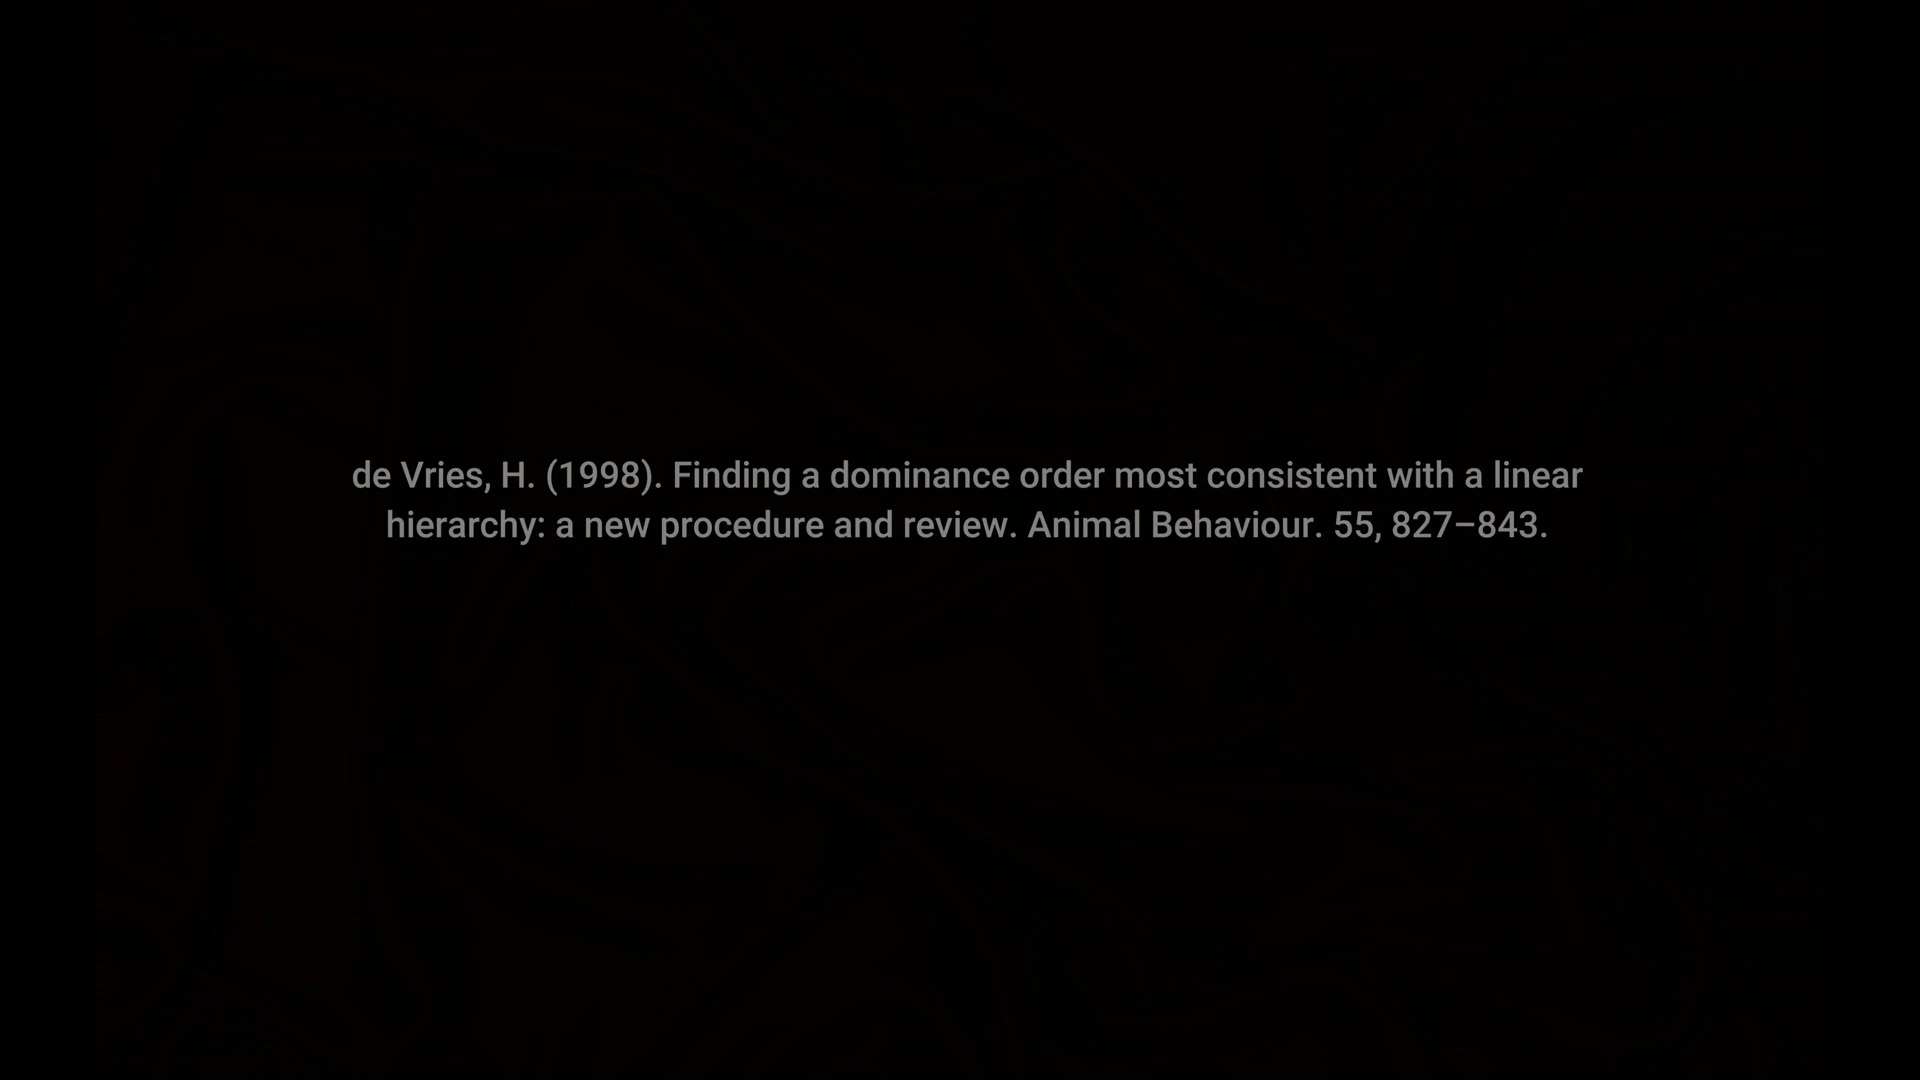 de Vries, H. (1998). Finding a dominance order most consistent with a linear
hierarchy: a new procedure and review. Animal Behaviour. 55, 827–843.